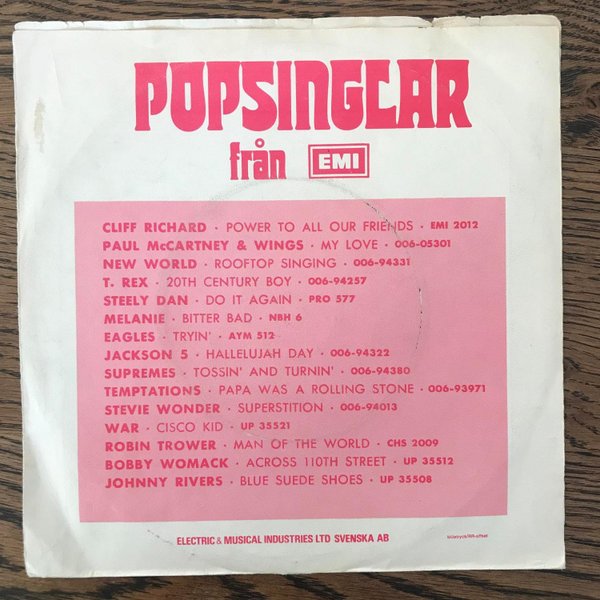 POPSINGLAR
från EMI
CLIFF RICHARD · POWER TO ALL OUR FRIENDS · EMI 2012
PAUL McCARTNEY & WINGS · MY LOVE · 006-05301
NEW WORLD · ROOFTOP SINGING · 006-94331
T. REX · 20TH CENTURY BOY · 006-94257
STEELY DAN · DO IT AGAIN · PRO 577
MELANIE · BITTER BAD · NBH 6
EAGLES · TRYIN' · AYM 512
JACKSON 5 · HALLELUJAH DAY · 006-94322
SUPREMES · TOSSIN' AND TURNIN' · 006-94380
TEMPTATIONS · PAPA WAS A ROLLING STONE · 006-93971
STEVIE WONDER · SUPERSTITION · 006-94013
WAR · CISCO KID · UP 35521
ROBIN TROWER · MAN OF THE WORLD · CHS 2009
BOBBY WOMACK · ACROSS 110TH STREET · UP 35512
JOHNNY RIVERS · BLUE SUEDE SHOES · UP 35508
ELECTRIC & MUSICAL INDUSTRIES LTD SVENSKA AB